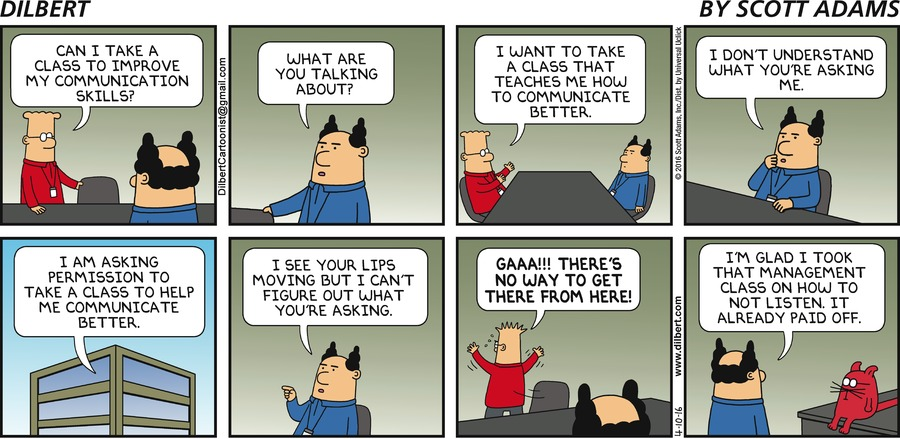 DILBERT
BY SCOTT ADAMS
CAN I TAKE A
CLASS TO IMPROVE
MY COMMUNICATION
SKILLS?
DilbertCartoonist@gmail.com
WHAT ARE
YOU TALKING
ABOUT?
I WANT TO TAKE
A CLASS THAT
TEACHES ME HOW
TO COMMUNICATE
BETTER.
© 2016 Scott Adams, Inc./Dist. by Universal Uclick
I DON'T UNDERSTAND
WHAT YOU'RE ASKING
ME.
I AM ASKING
PERMISSION TO
TAKE A CLASS TO HELP
ME COMMUNICATE
BETTER.
I SEE YOUR LIPS
MOVING BUT I CAN'T
FIGURE OUT WHAT
YOU'RE ASKING.
GAAA!!! THERE'S
NO WAY TO GET
THERE FROM HERE!
4-10-16
www.dilbert.com
I'M GLAD I TOOK
THAT MANAGEMENT
CLASS ON HOW TO
NOT LISTEN. IT
ALREADY PAID OFF.